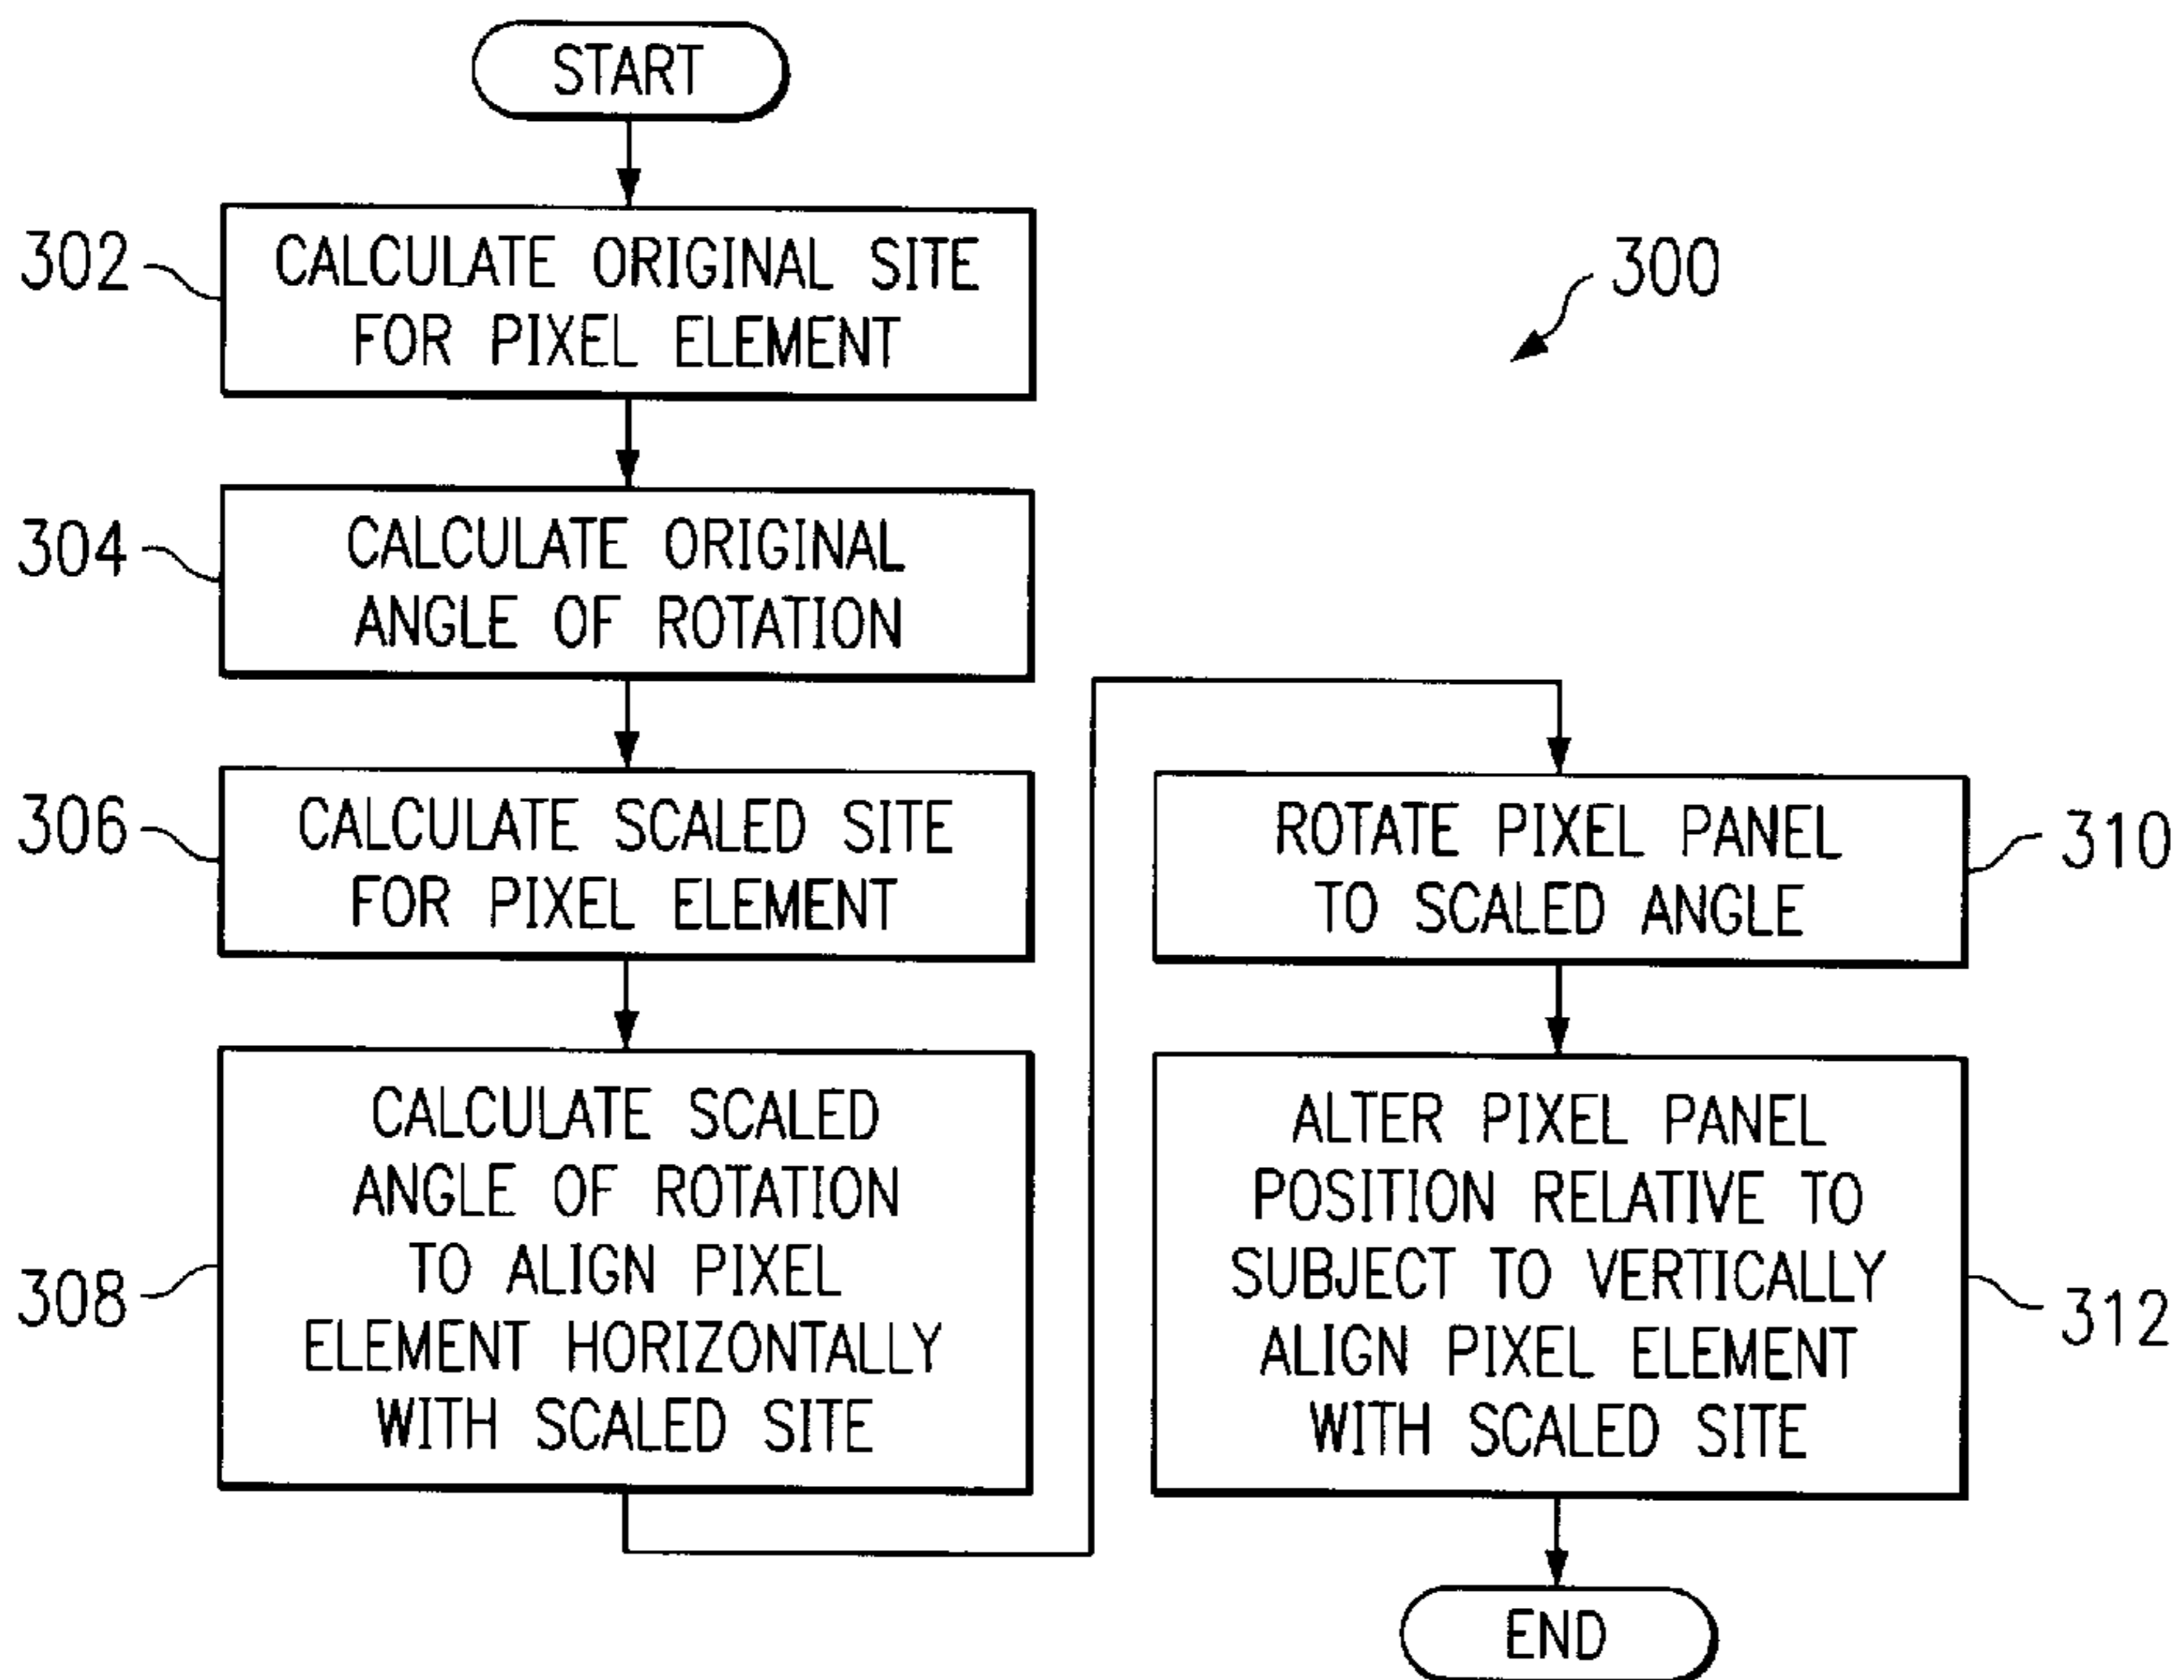 START
302
CALCULATE ORIGINAL SITE
FOR PIXEL ELEMENT
300
304
CALCULATE ORIGINAL
ANGLE OF ROTATION
306
CALCULATE SCALED SITE
FOR PIXEL ELEMENT
308
CALCULATE SCALED
ANGLE OF ROTATION
TO ALIGN PIXEL
ELEMENT HORIZONTALLY
WITH SCALED SITE
ROTATE PIXEL PANEL
TO SCALED ANGLE
310
ALTER PIXEL PANEL
POSITION RELATIVE TO
SUBJECT TO VERTICALLY
ALIGN PIXEL ELEMENT
WITH SCALED SITE
312
END